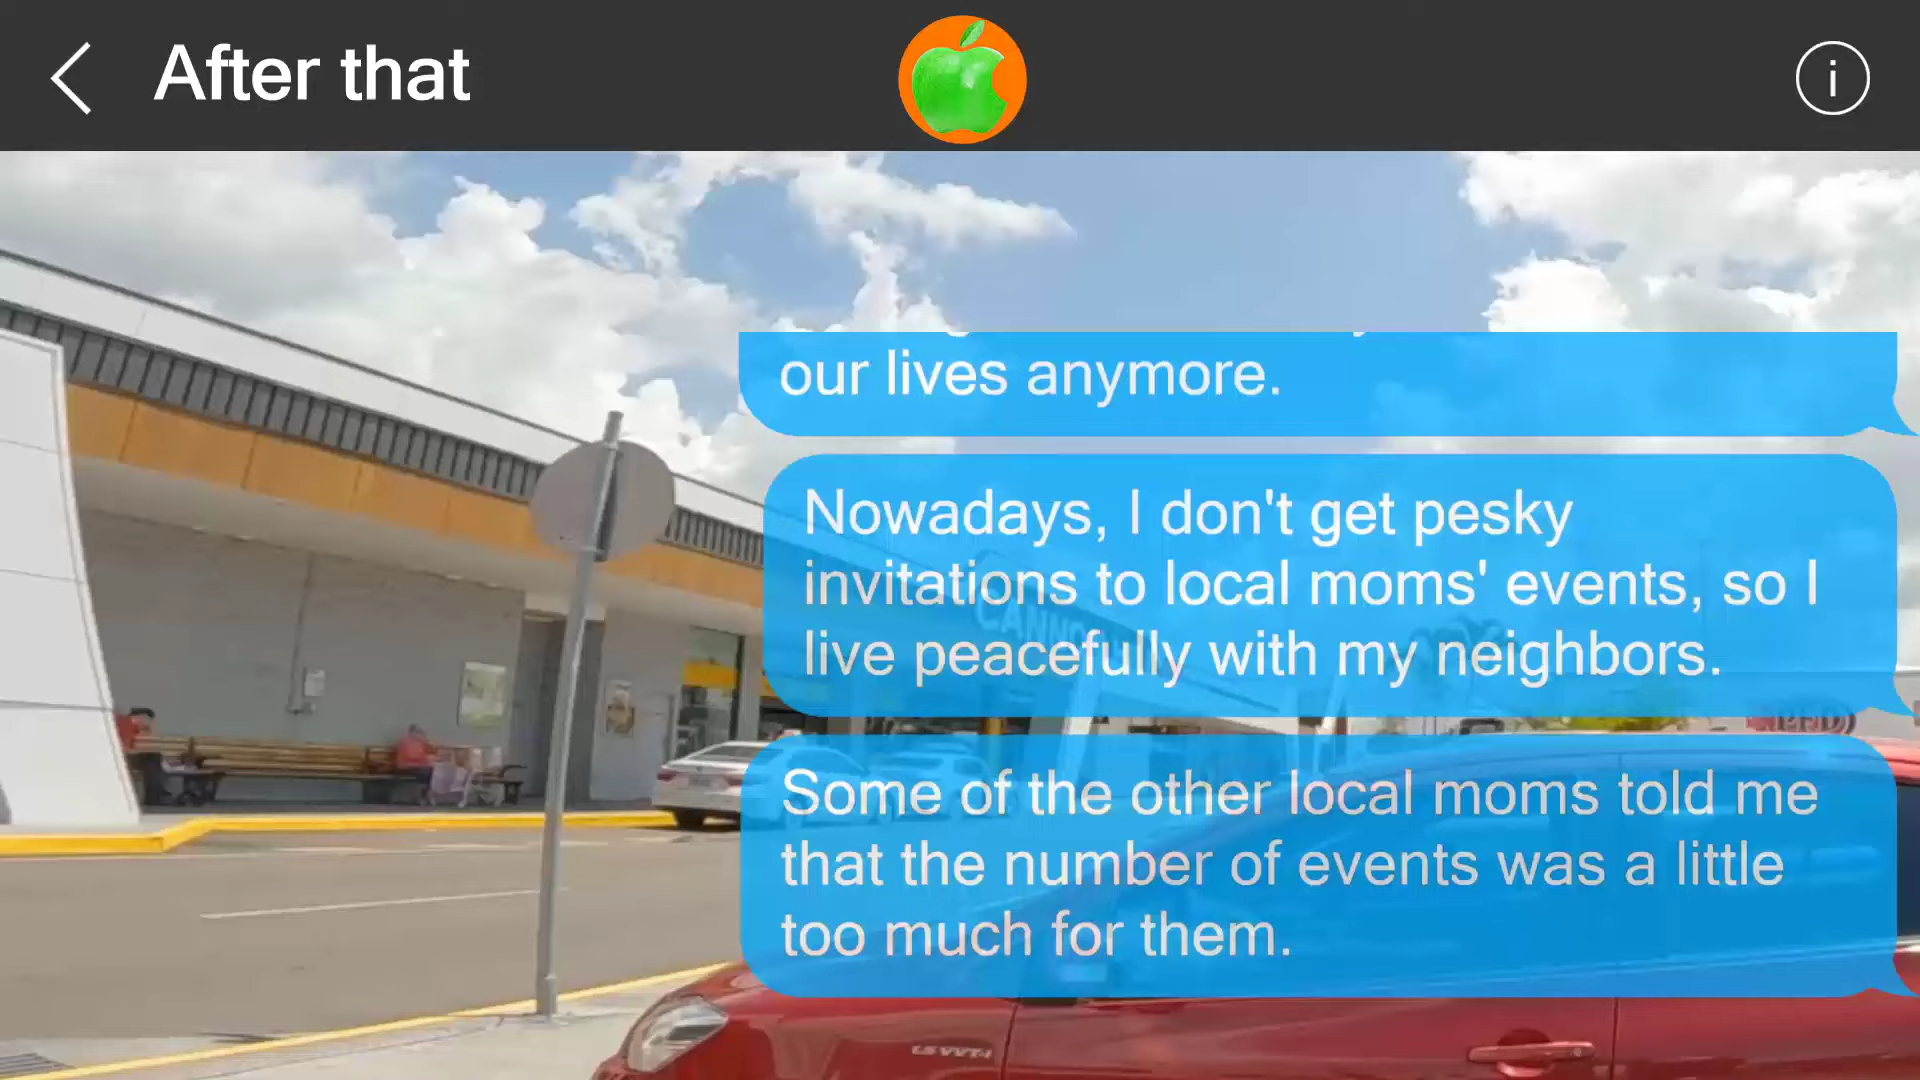 After that
our lives anymore.
Nowadays, I don't get pesky
invitations to local moms' events, so I
live peacefully with my neighbors.
Some of the other local moms told me
that the number of events was a little
too much for them.